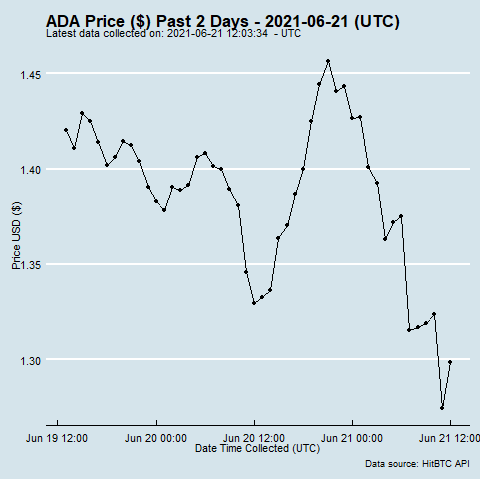 ADA Price ($) Past 2 Days - 2021-06-21 (UTC)
Latest data collected on: 2021-06-21 12:03:34 - UTC
1.45
1.40
1.35
1.30
Price USD ($)
Jun 19 12:00 Jun 20 00:00 Jun 20 12:00 Jun 21 00:00 Jun 21 12:00
Date Time Collected (UTC)
Data source: HitBTC API